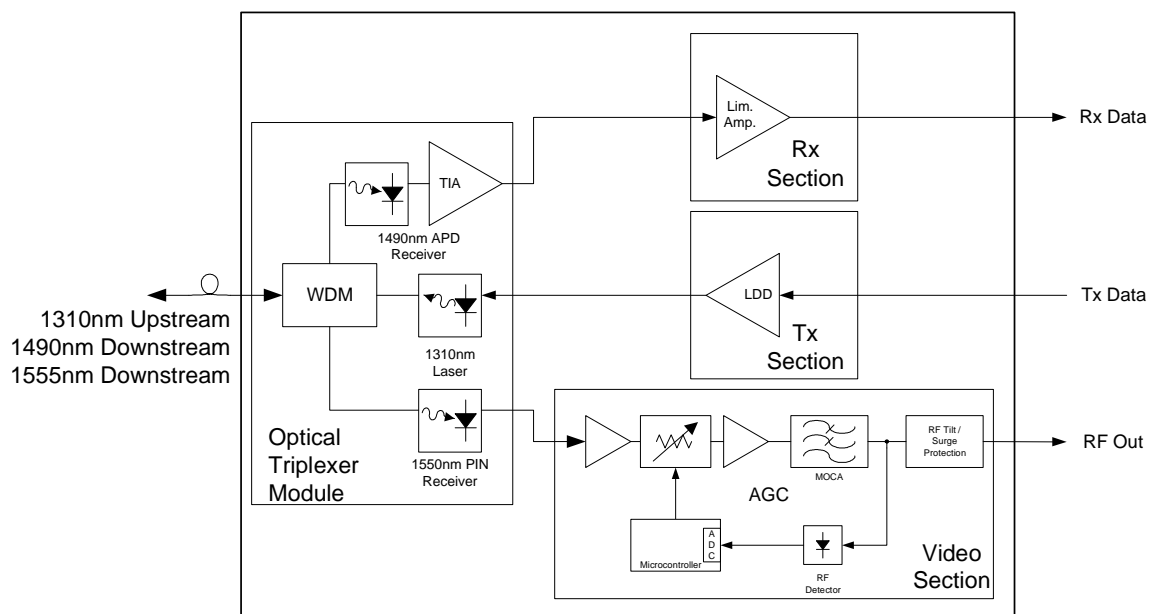 Lim.
Amp.
Rx
Section
Rx Data
TIA
1490nm APD
Receiver
WDM
1310nm Upstream
1490nm Downstream
1555nm Downstream
1310nm
Laser
LDD
Tx
Section
Tx Data
1550nm PIN
Receiver
Optical
Triplexer
Module
MOCA
RF Tilt /
Surge
Protection
RF Out
AGC
Microcontroller
A
D
C
RF
Detector
Video
Section